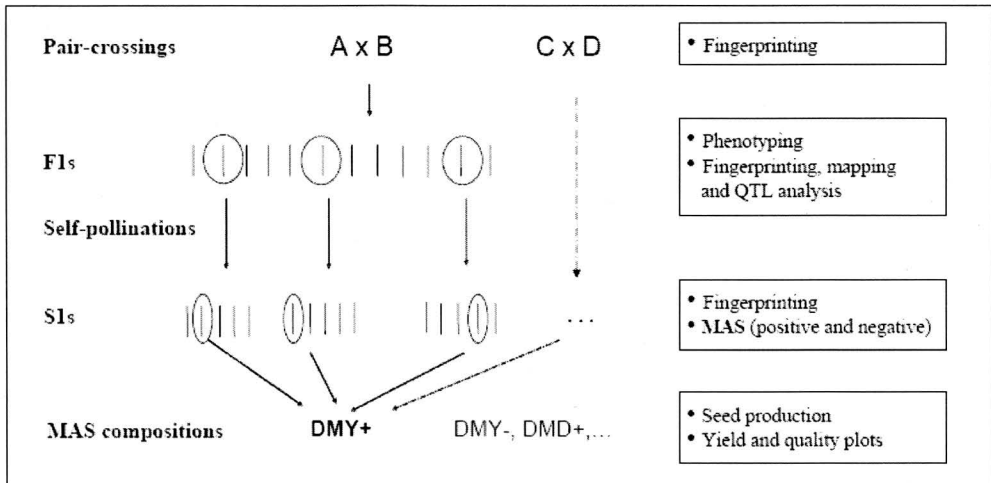 Pair-crossings
A x B
C x D
• Fingerprinting
F1s
• Phenotyping
• Fingerprinting, mapping
and QTL analysis
Self-pollinations
S1s
...
• Fingerprinting
• MAS (positive and negative)
MAS compositions
DMY+
DMY-, DMD+,...
• Seed production
• Yield and quality plots